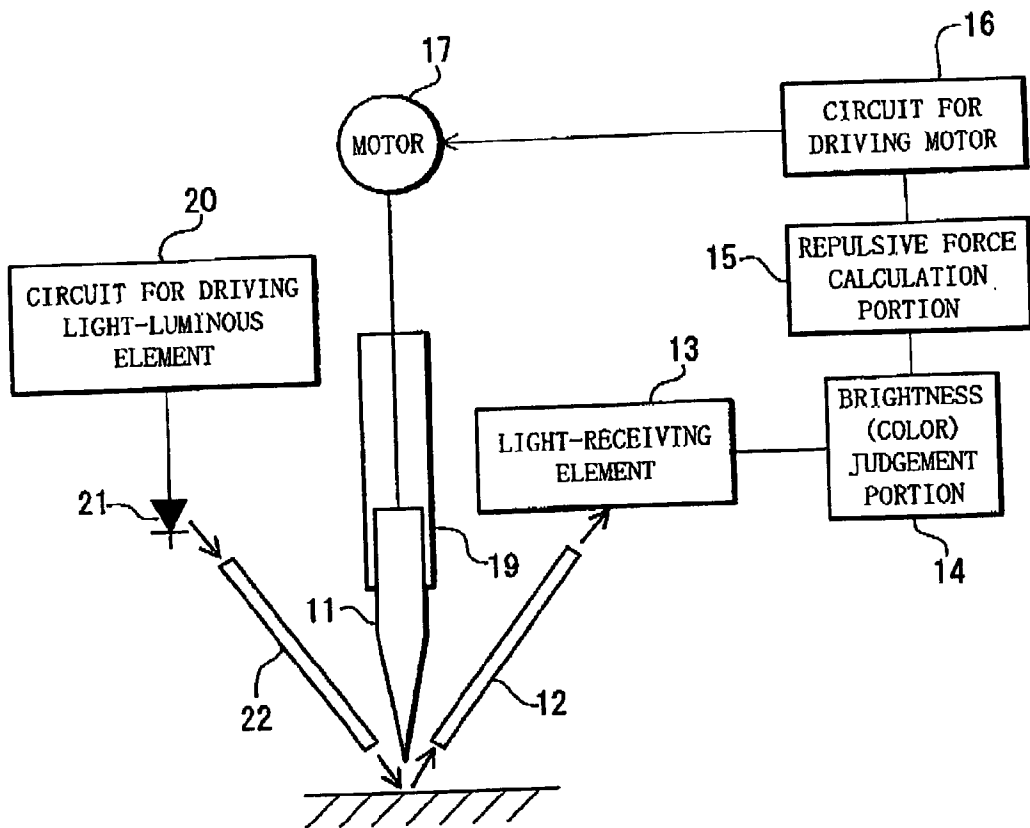 16
17
CIRCUIT FOR
DRIVING MOTOR
MOTOR
20
15
REPULSIVE FORCE
CALCULATION
PORTION
CIRCUIT FOR DRIVING
LIGHT-LUMINOUS
ELEMENT
13
BRIGHTNESS
(COLOR)
JUDGEMENT
PORTION
LIGHT-RECEIVING
ELEMENT
21
19
14
11
22
12